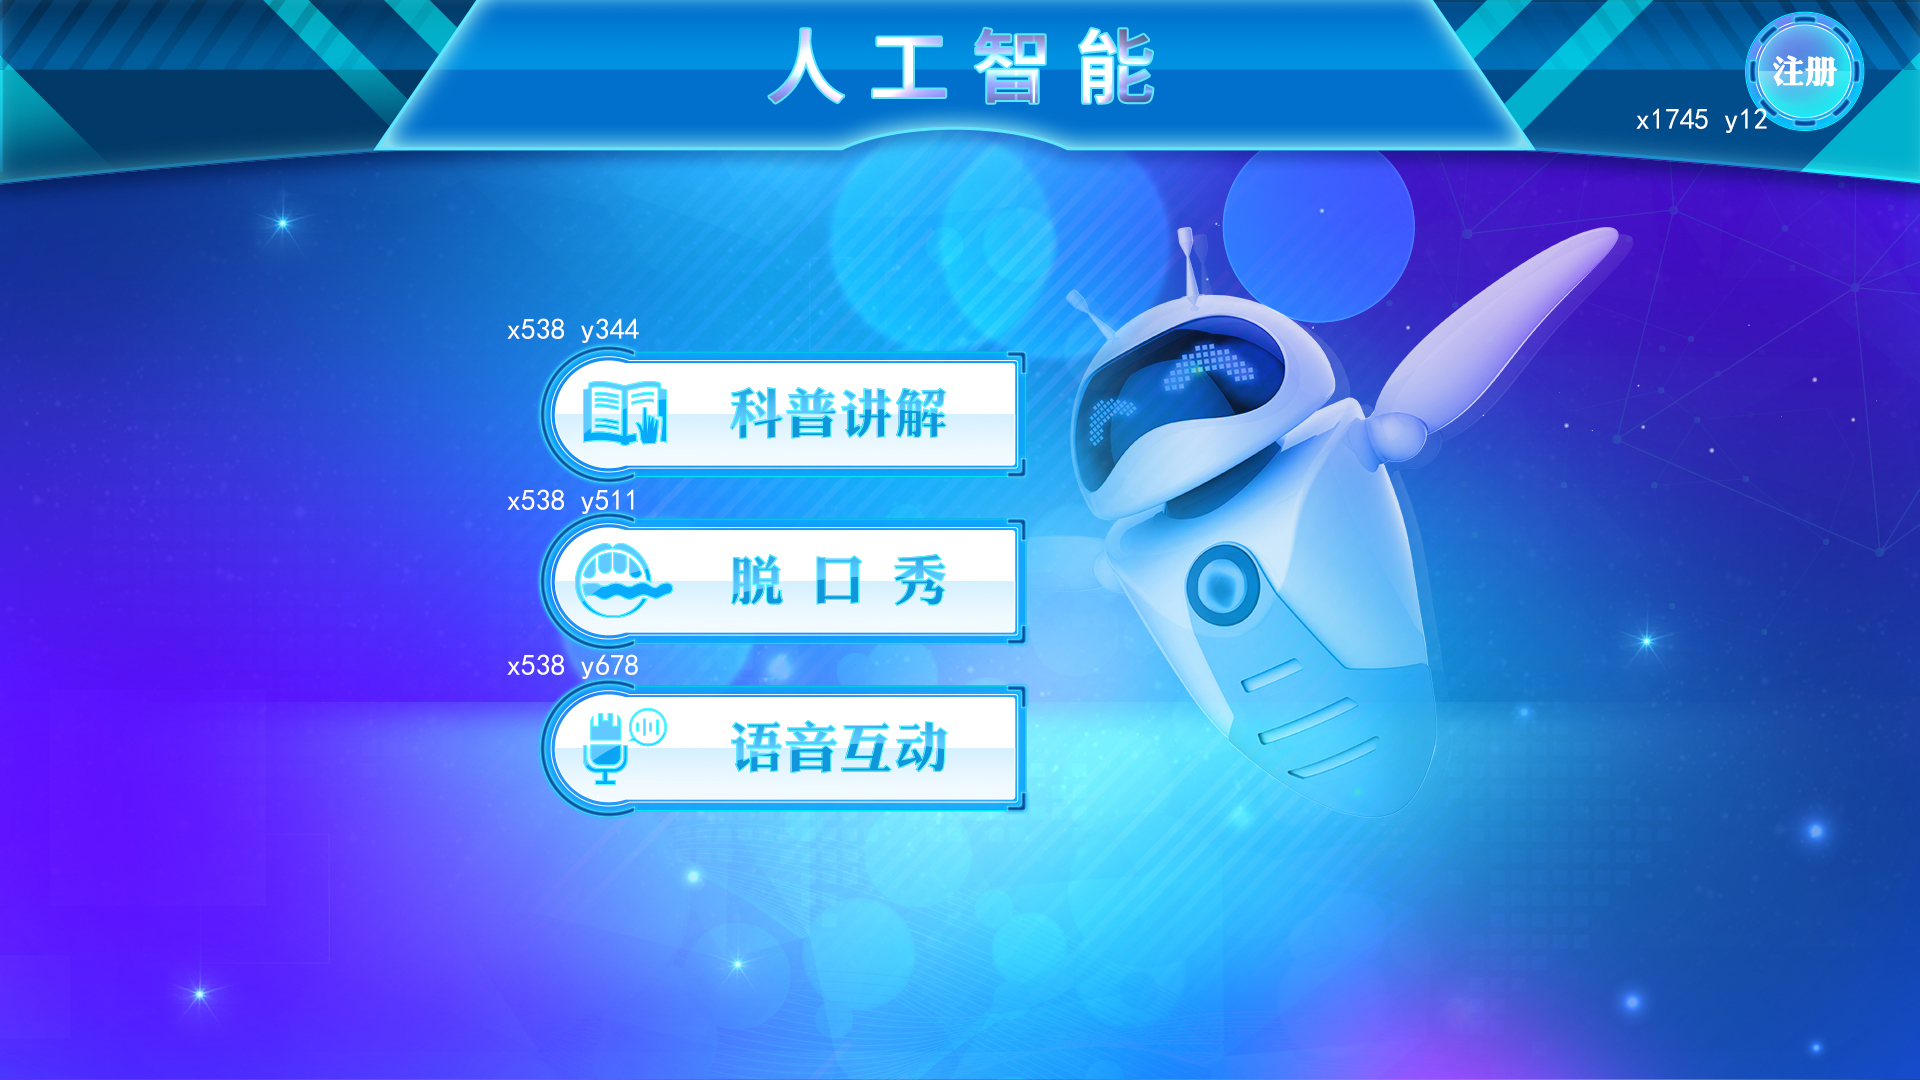 人工智能
注册
x1745 y12
x538 y344
科普讲解
x538 y511
脱口秀
x538 y678
语音互动